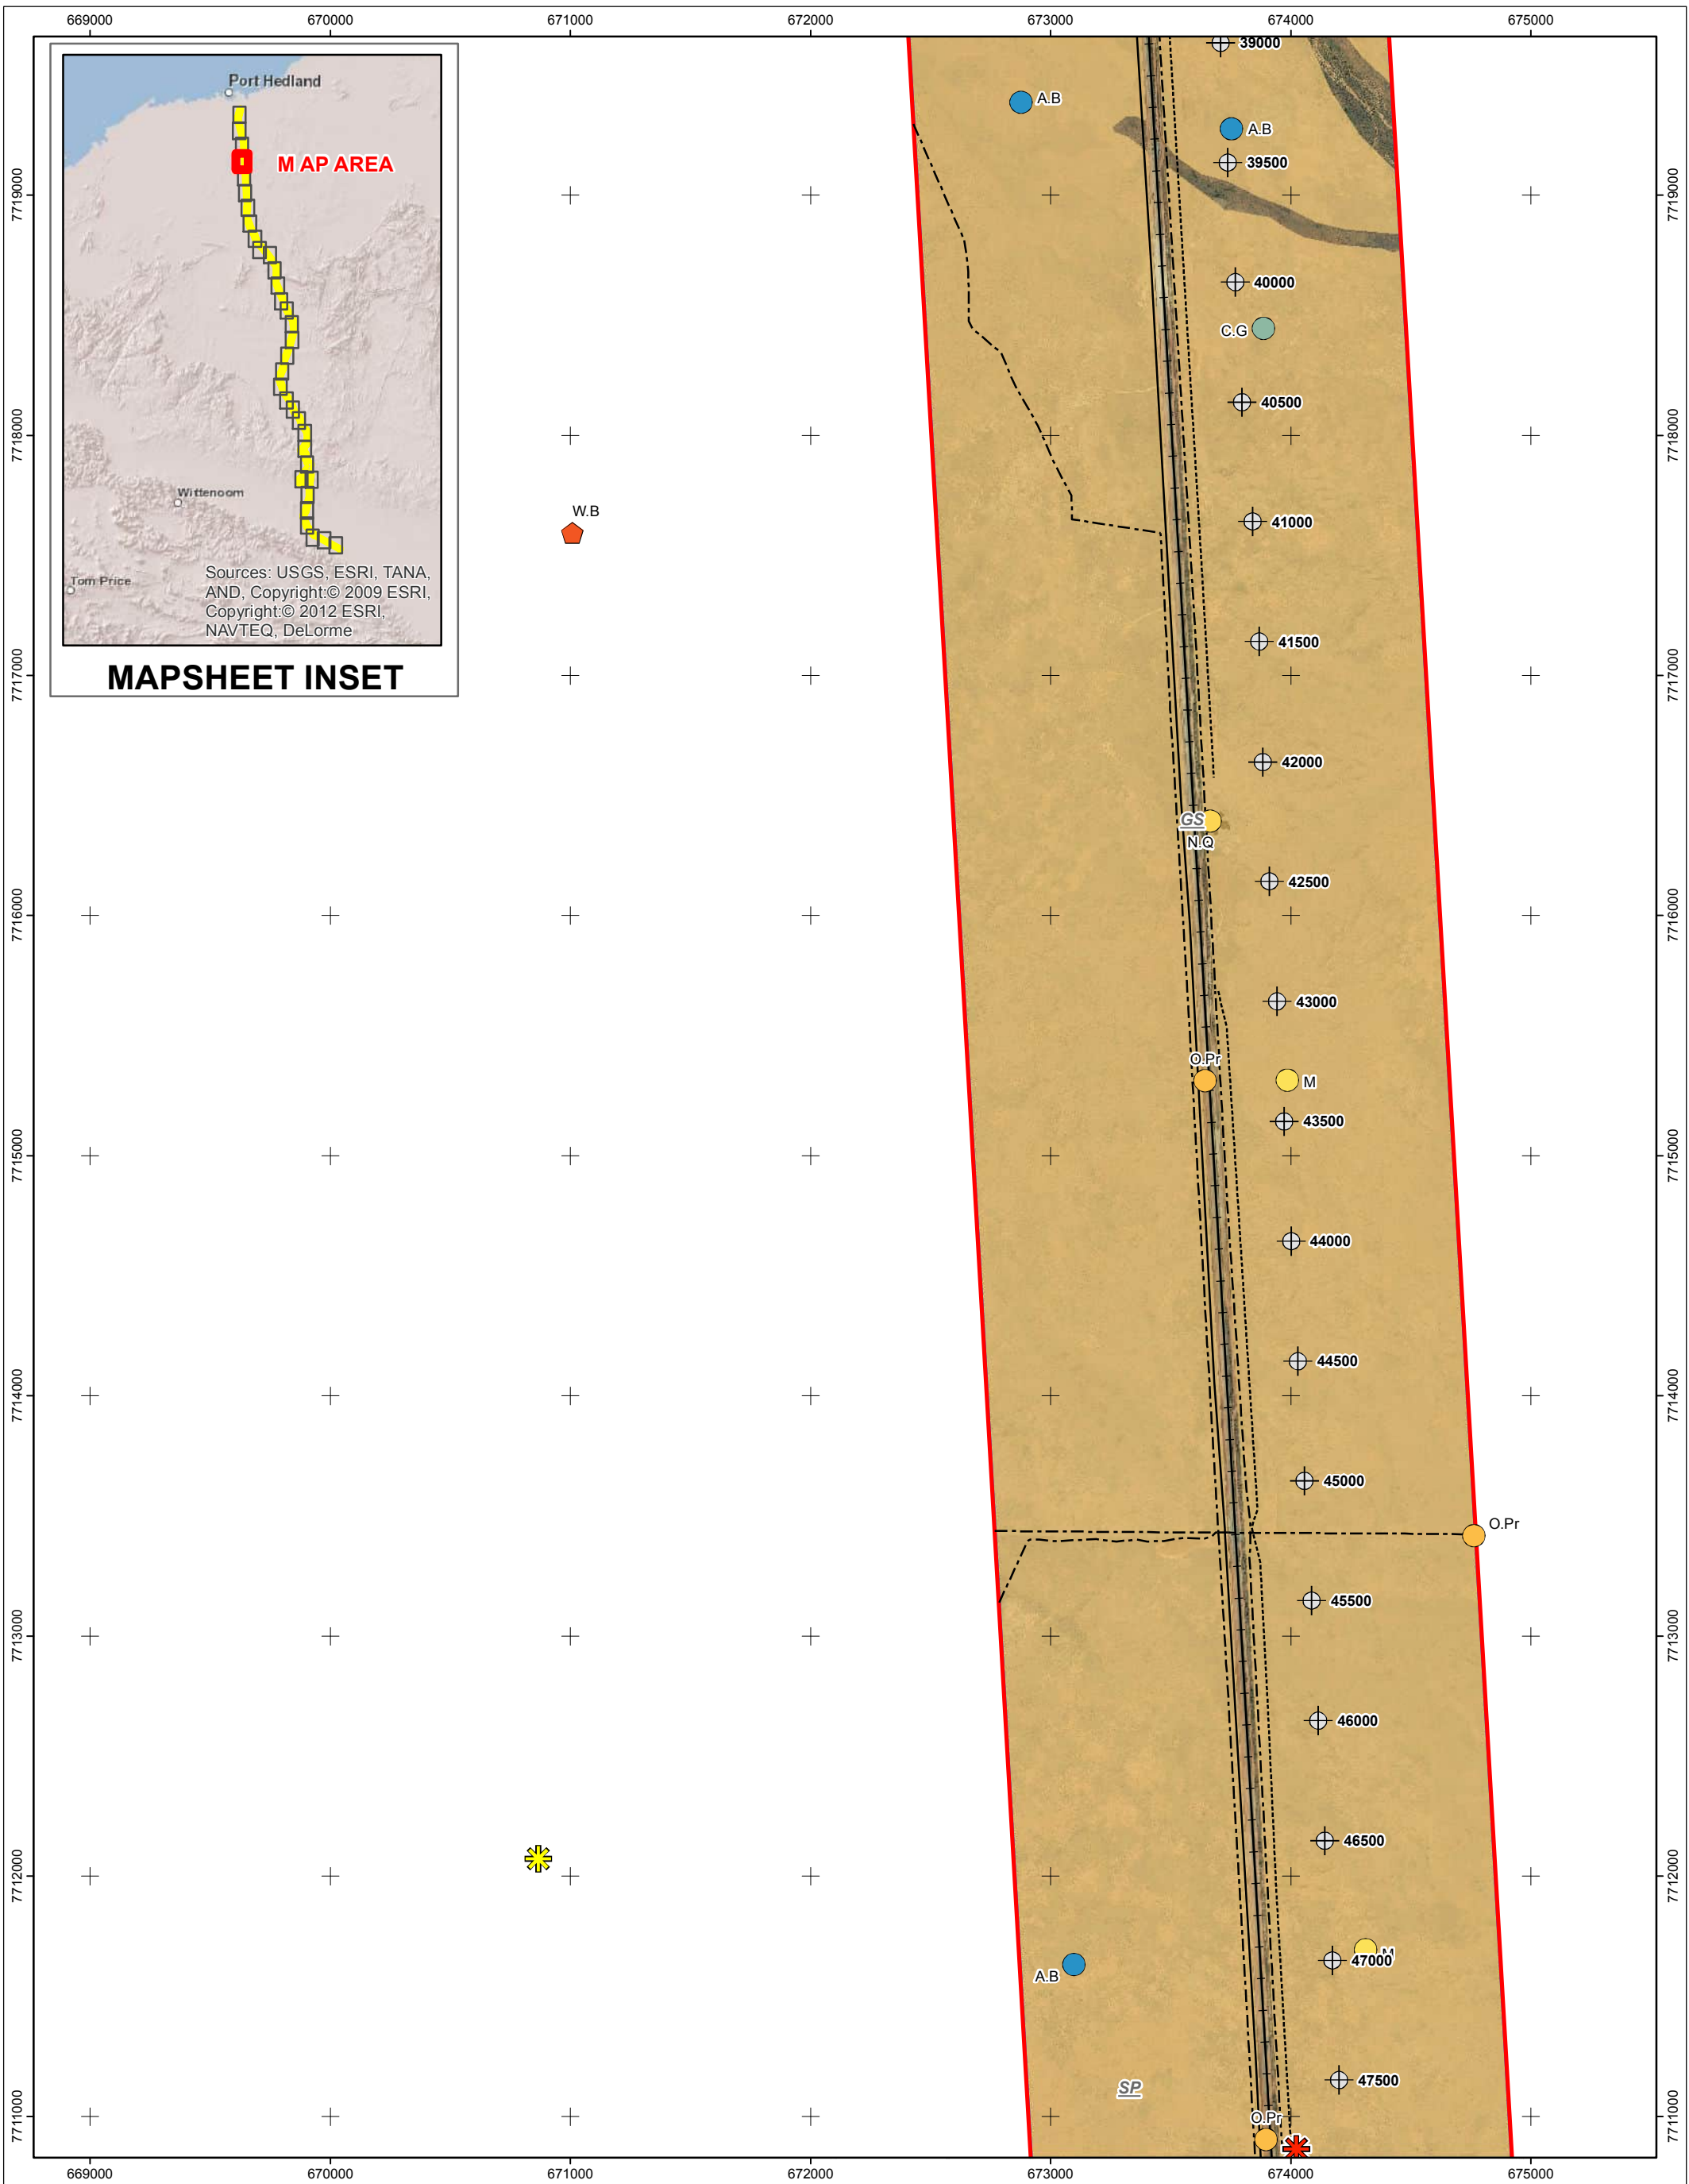 669000 670000 671000 672000 673000 674000 675000
39000
Port Hedland
A.B
A.B
39500
M AP AREA
7719000 7719000
40000
C.G
40500
7718000 7718000
Wittenoom
W.B
41000
Sources: USGS, ESRI, TANA,
Tom Price
AND, Copyright:© 2009 ESRI,
Copyright:© 2012 ESRI,
NAVTEQ, DeLorme
41500
MAPSHEET INSET
7717000 7717000
42000
GS
N.Q
42500
7716000 7716000
43000
O.Pr
M
43500
7715000 7715000
44000
44500
7714000 7714000
45000
O.Pr
45500
7713000 7713000
46000
46500
7712000 7712000
M
47000
A.B
47500
SP
7711000 7711000
O.Pr
669000 670000 671000 672000 673000 674000 675000